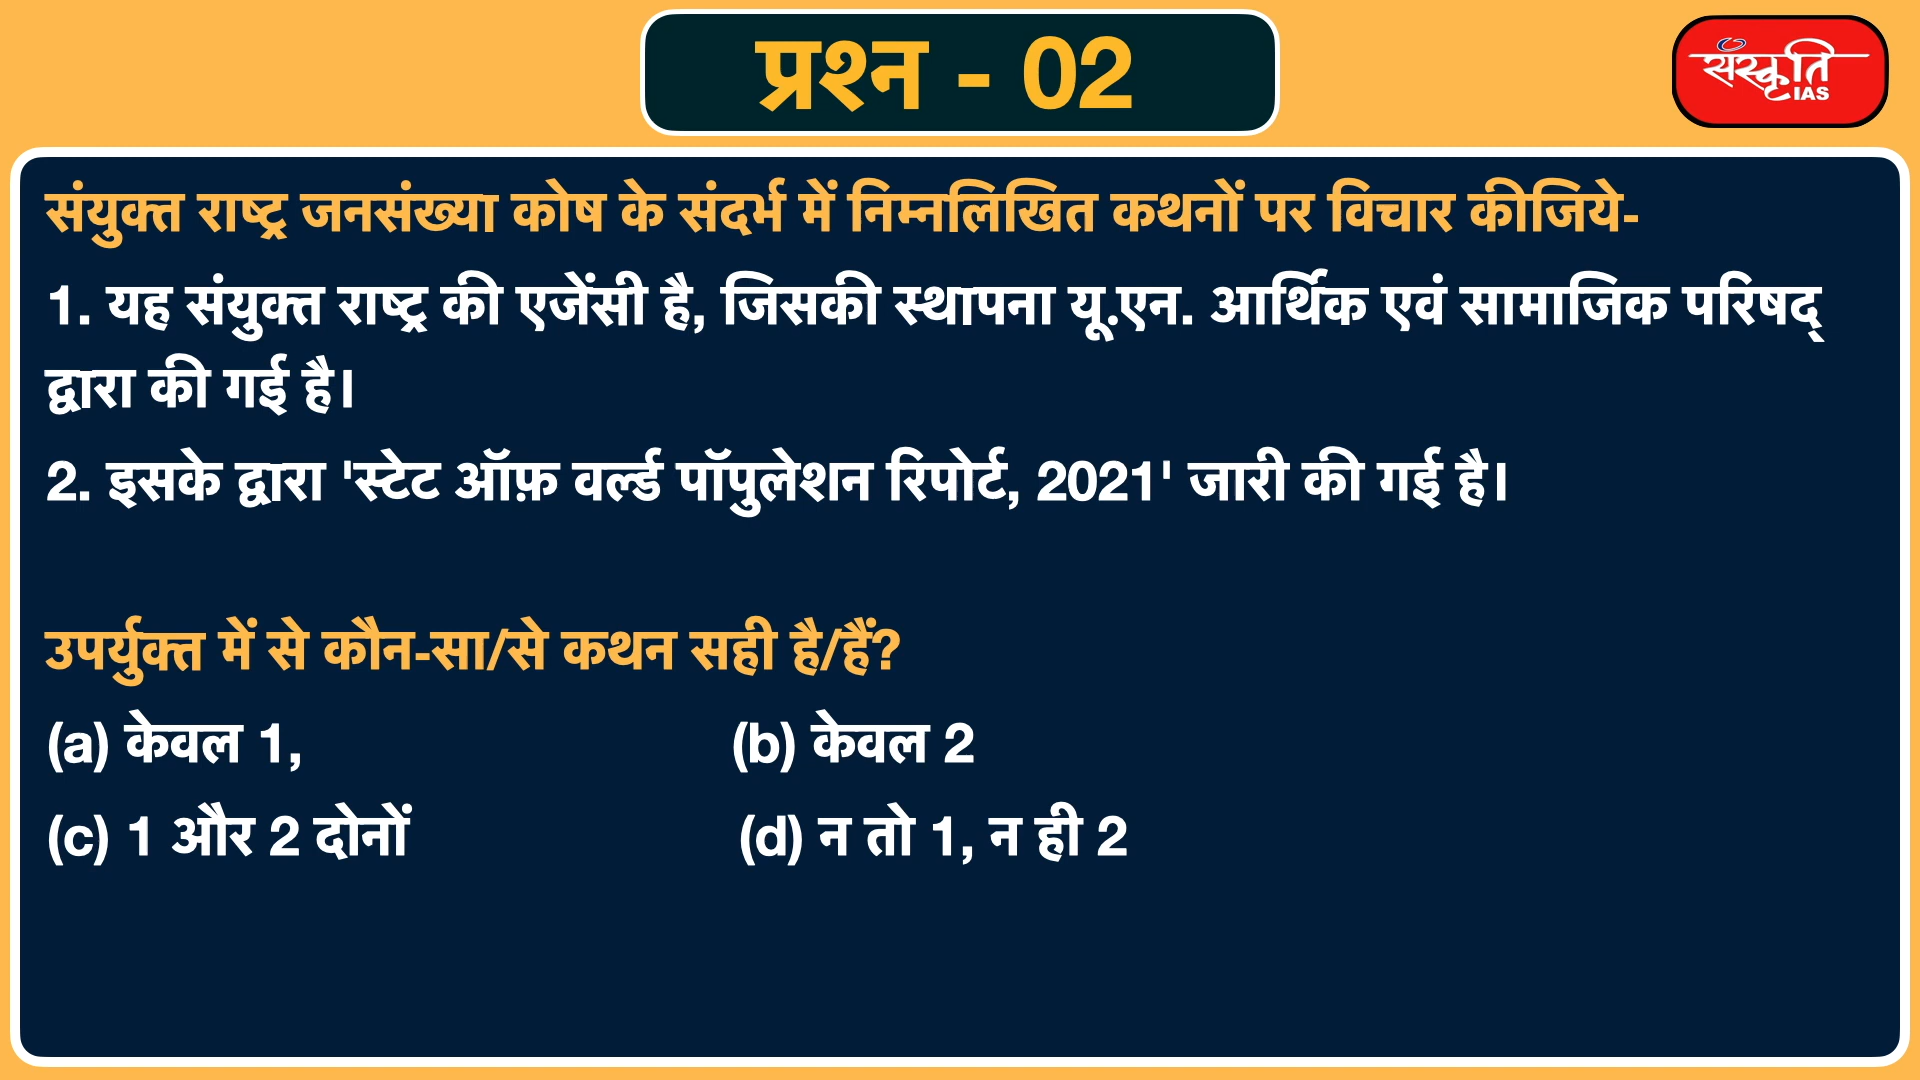 प्रश्न - 02
संस्कृति
IAS
संयुक्त राष्ट्र जनसंख्या कोष के संदर्भ में निम्नलिखित कथनों पर विचार कीजिये-
1. यह संयुक्त राष्ट्र की एजेंसी है, जिसकी स्थापना यू.एन. आर्थिक एवं सामाजिक परिषद्
द्वारा की गई है।
2. इसके द्वारा 'स्टेट ऑफ़ वर्ल्ड पॉपुलेशन रिपोर्ट, 2021' जारी की गई है।
उपर्युक्त में से कौन-सा/से कथन सही है/हैं?
(a) केवल 1, (b) केवल 2
(c) 1 और 2 दोनों (d) न तो 1, न ही 2